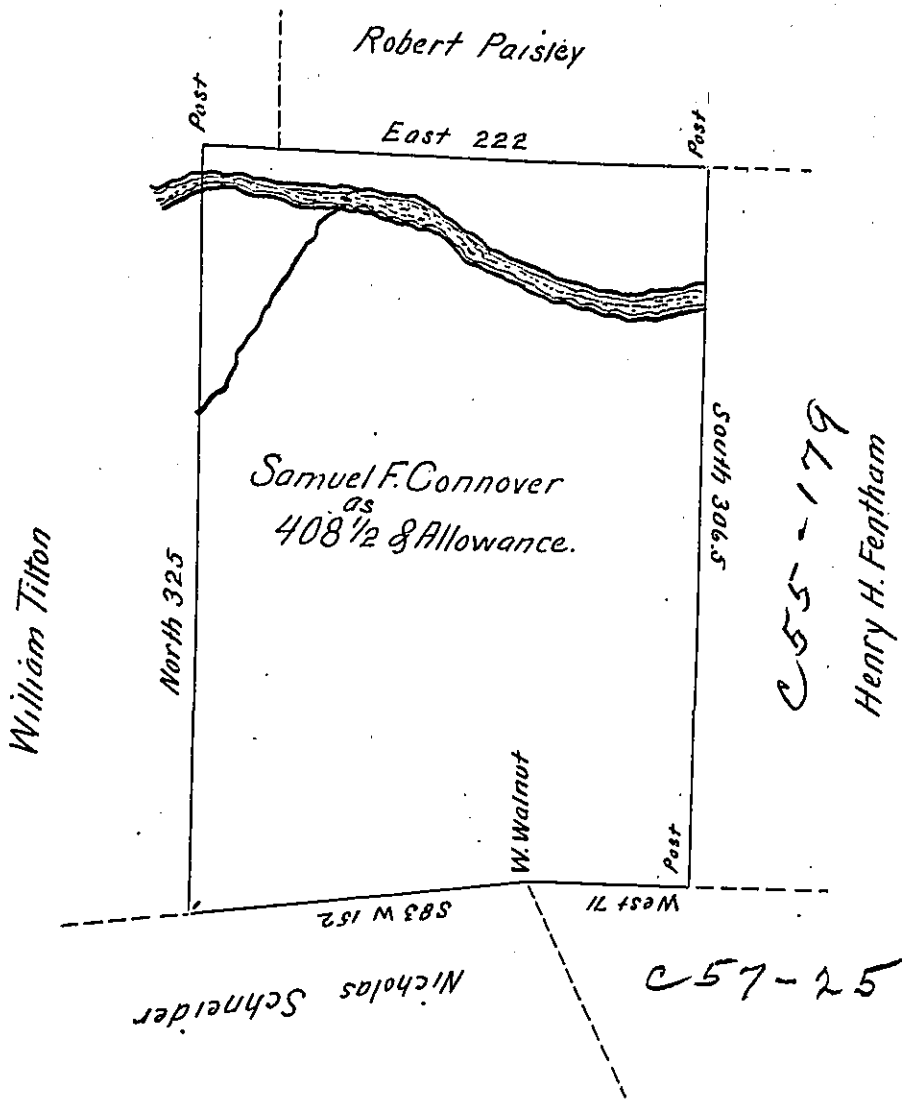 Robert Paisley
Post
East 222
Post
Samuel F. Connover
as
408 1/2 & Allowance.
William Tilton
North 325
South 306.5
C55-179
Henry H. Fentham
W. Walnut
Post
S83 W 152
West 71
Nicholas Schneider
C57-25